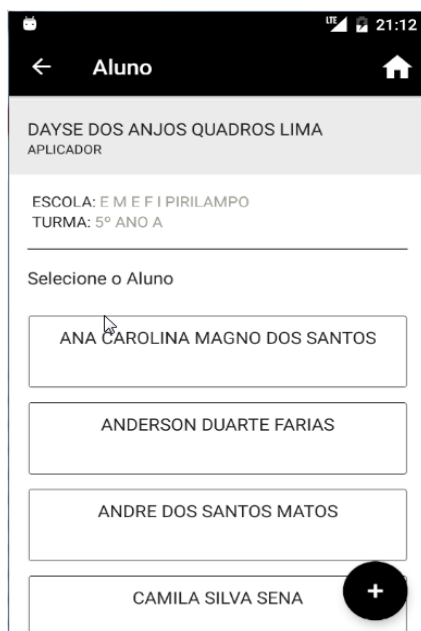 LTE 21:12
Aluno
DAYSE DOS ANJOS QUADROS LIMA
APLICADOR
ESCOLA: E M E F I PIRILAMPO
TURMA: 5º ANO A
Selecione o Aluno
ANA CAROLINA MAGNO DOS SANTOS
ANDERSON DUARTE FARIAS
ANDRE DOS SANTOS MATOS
CAMILA SILVA SENA
+